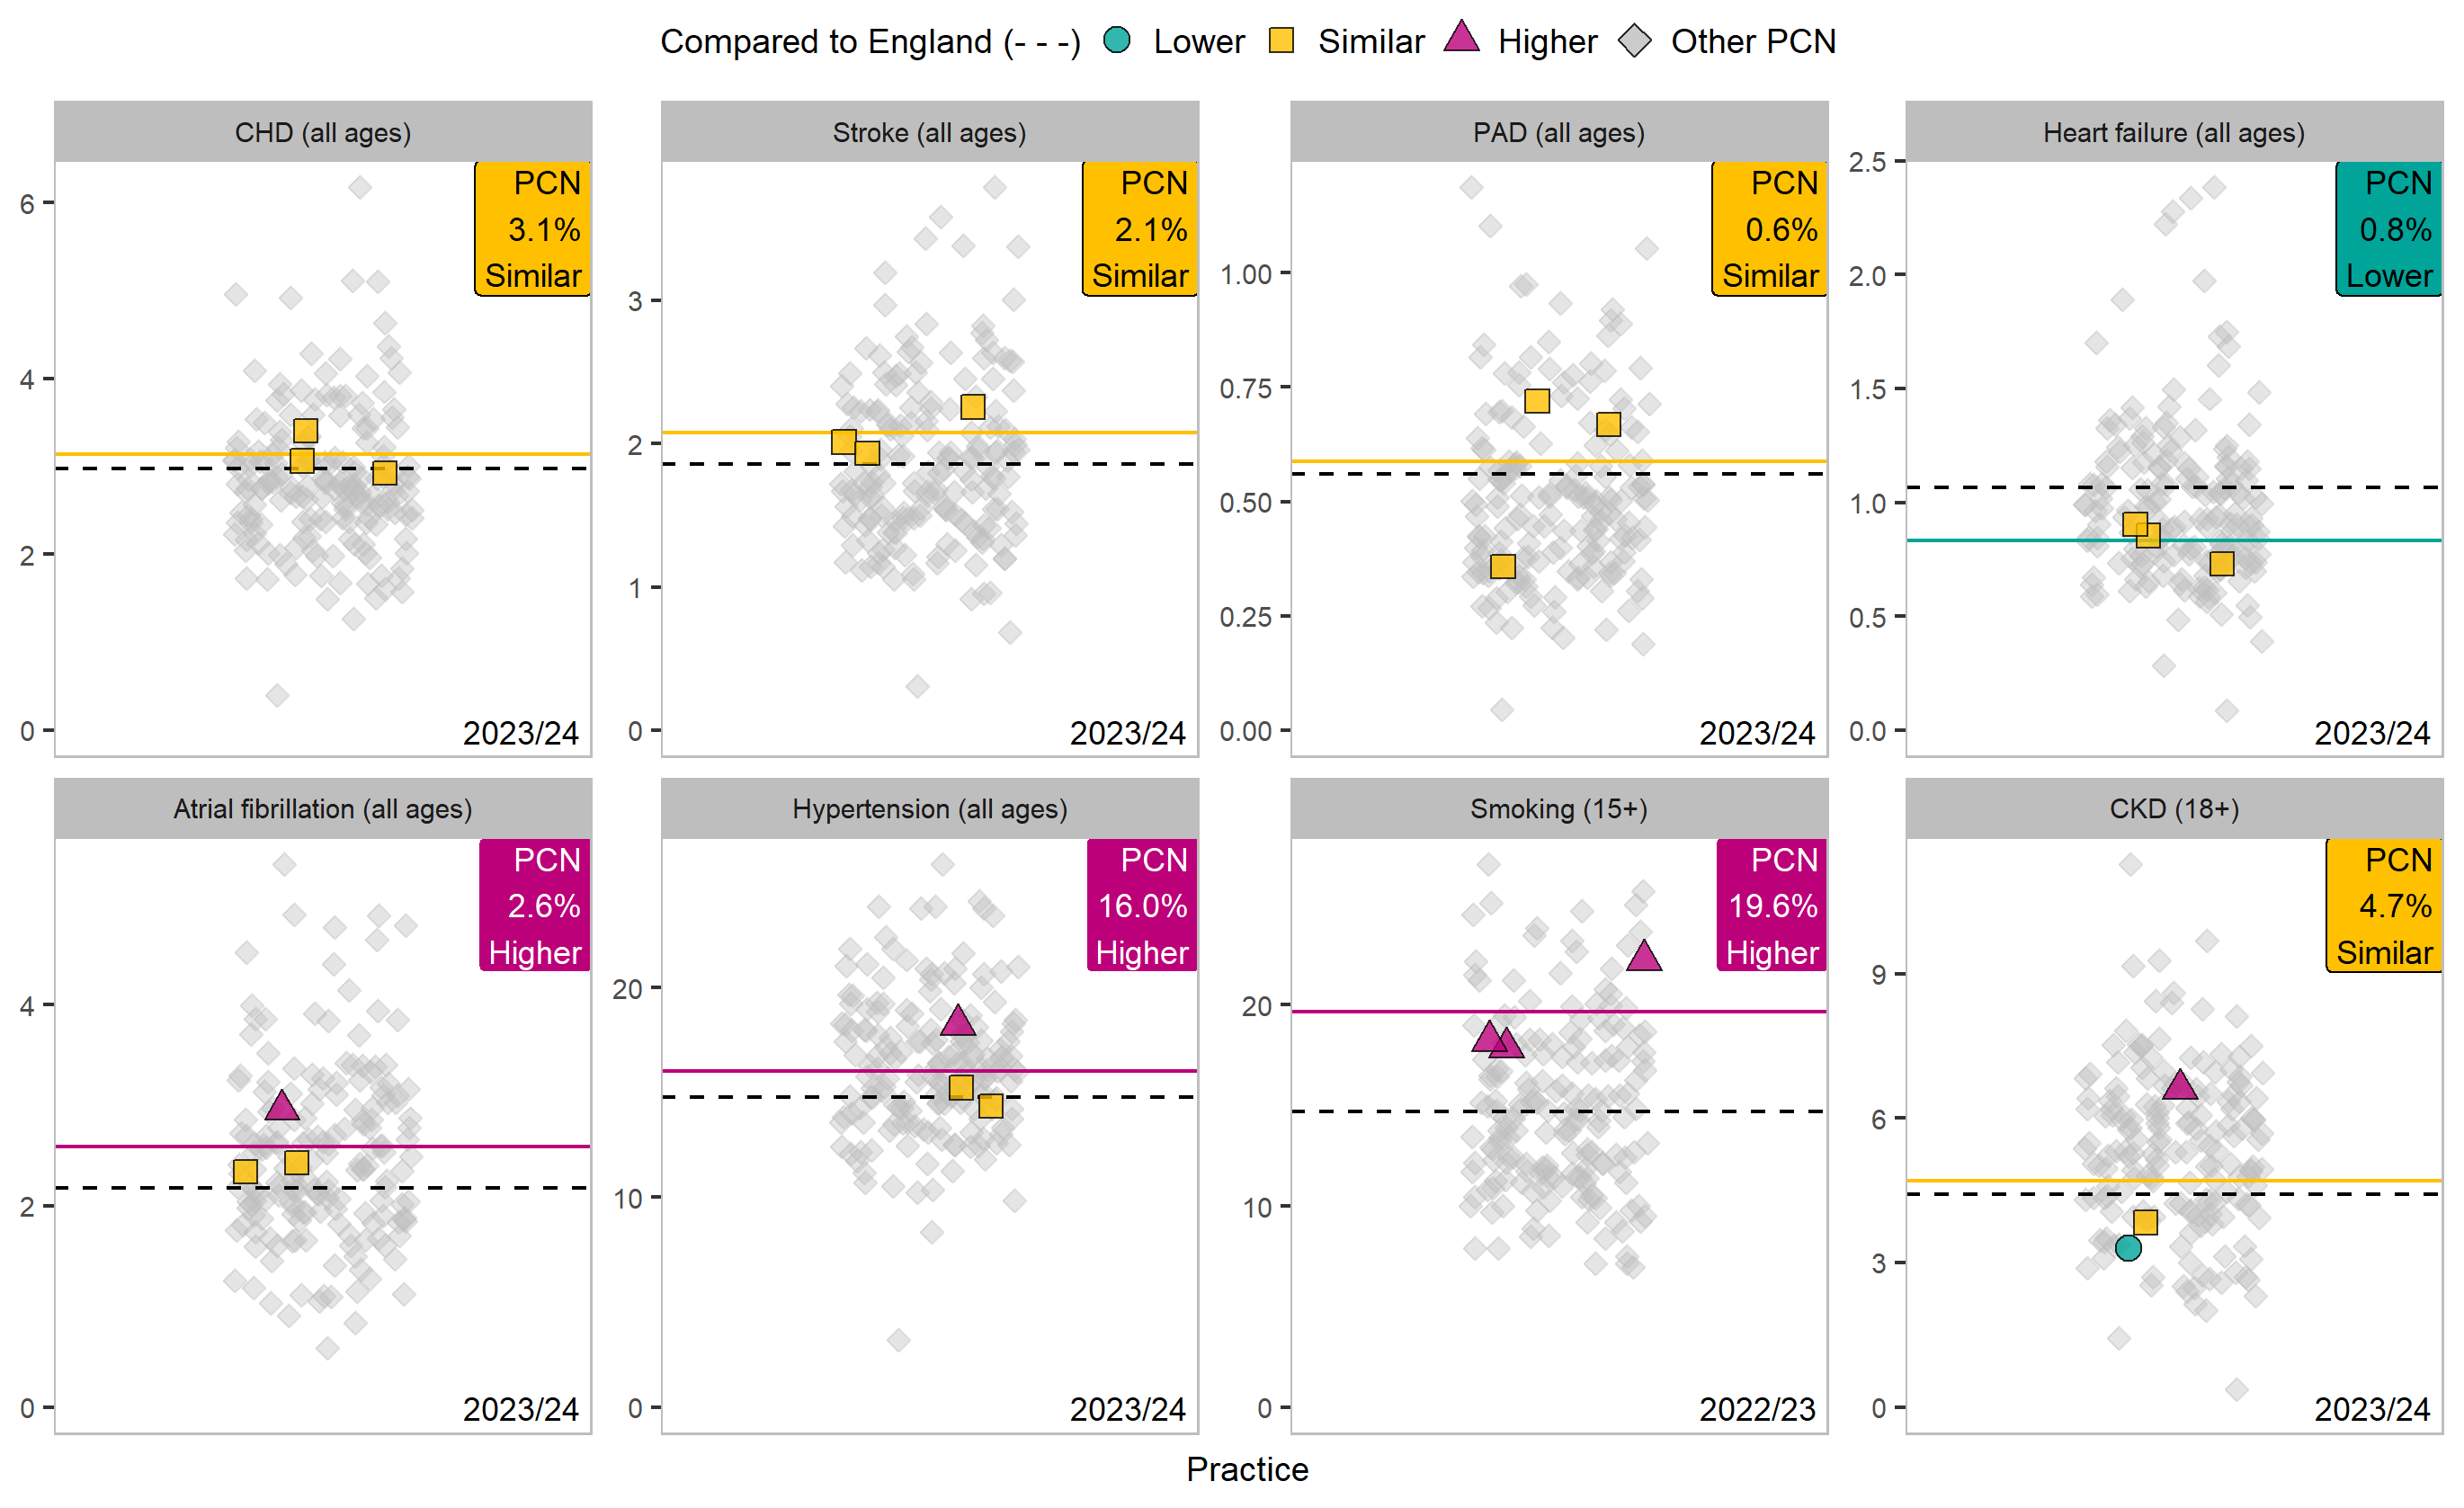 Compared to England (- - -) Lower Similar Higher Other PCN
CHD (all ages)
PCN
3.1%
Similar
6
4
2
0
2023/24
Stroke (all ages)
PCN
2.1%
Similar
3
2
1
0
2023/24
PAD (all ages)
PCN
0.6%
Similar
1.00
0.75
0.50
0.25
0.00
2023/24
Heart failure (all ages)
PCN
0.8%
Lower
2.5
2.0
1.5
1.0
0.5
0.0
2023/24
Atrial fibrillation (all ages)
PCN
2.6%
Higher
4
2
0
2023/24
Hypertension (all ages)
PCN
16.0%
Higher
20
10
0
2023/24
Smoking (15+)
PCN
19.6%
Higher
20
10
0
2022/23
CKD (18+)
PCN
4.7%
Similar
9
6
3
0
2023/24
Practice